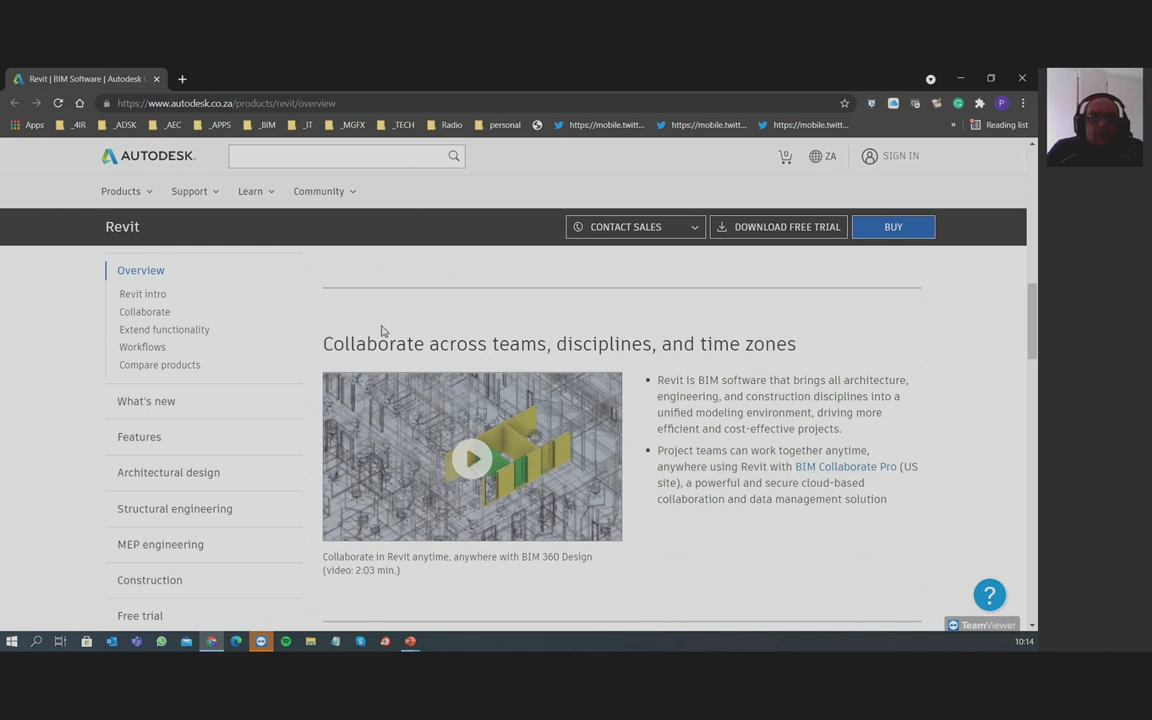 Revit | BIM Software | Autodesk
https://www.autodesk.co.za/products/revit/overview
P
Apps _4IR _ADSK _AEC _APPS _BIM _IT _MGFX _TECH Radio personal https://mobile.twitt... https://mobile.twitt... https://mobile.twitt... » Reading list
AUTODESK.
0 ZA SIGN IN
Products Support Learn Community
Revit CONTACT SALES DOWNLOAD FREE TRIAL BUY
Overview
Revit intro
Collaborate
Extend functionality
Workflows
Compare products
What's new
Features
Architectural design
Structural engineering
MEP engineering
Construction
Free trial
Collaborate across teams, disciplines, and time zones
Collaborate in Revit anytime, anywhere with BIM 360 Design
(video: 2:03 min.)
• Revit is BIM software that brings all architecture,
engineering, and construction disciplines into a
unified modeling environment, driving more
efficient and cost-effective projects.
• Project teams can work together anytime,
anywhere using Revit with BIM Collaborate Pro (US
site), a powerful and secure cloud-based
collaboration and data management solution
?
TeamViewer
10:14